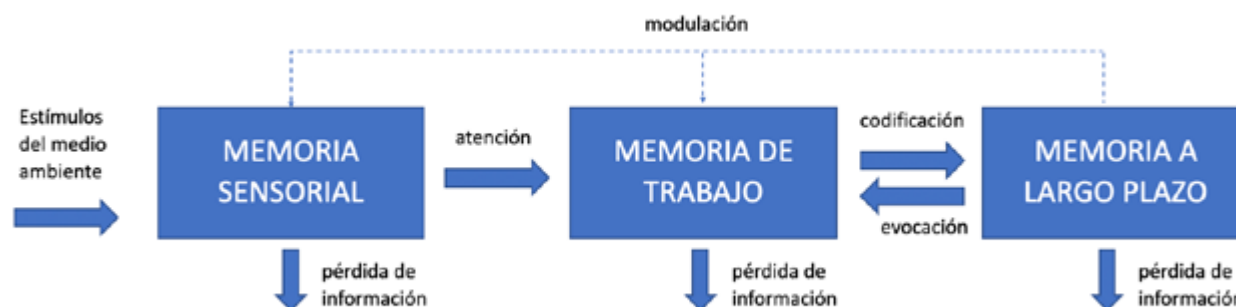 modulación
Estímulos
del medio
ambiente
MEMORIA
SENSORIAL
atención
MEMORIA DE
TRABAJO
codificación
evocación
MEMORIA A
LARGO PLAZO
pérdida de
información
pérdida de
información
pérdida de
información